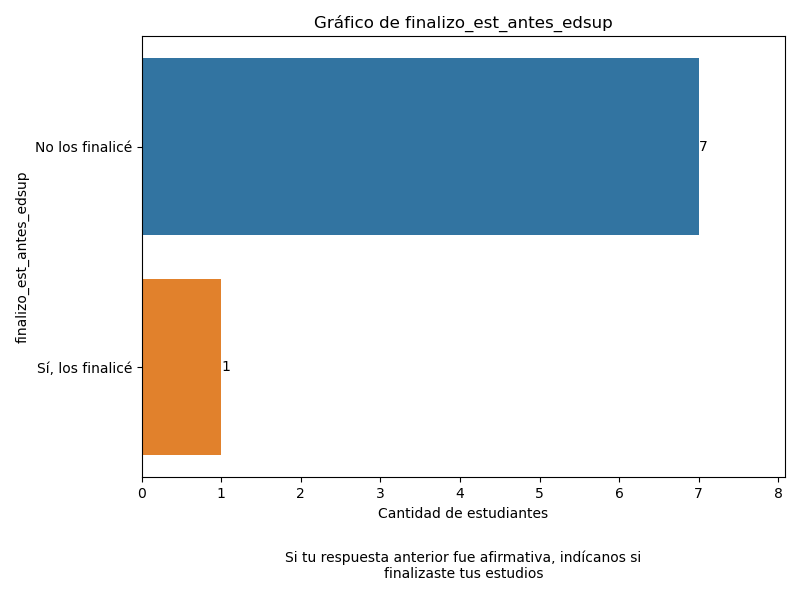 Gráfico de finalizo_est_antes_edsup
finalizo_est_antes_edsup
No los finalicé
7
Sí, los finalicé
1
0 1 2 3 4 5 6 7 8
Cantidad de estudiantes
Si tu respuesta anterior fue afirmativa, indícanos si
finalizaste tus estudios